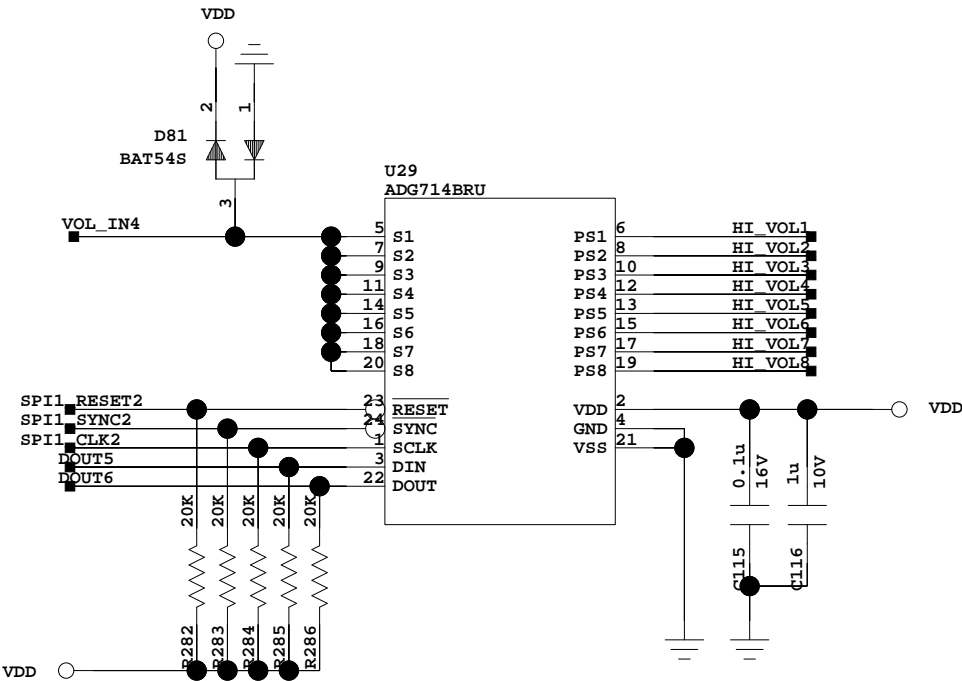 VDD
2
1
D81
BAT54S
3
U29
ADG714BRU
VOL_IN4
5 S1 PS1 6 HI_VOL1
7 S2 PS2 8 HI_VOL2
9 S3 PS3 10 HI_VOL3
11 S4 PS4 12 HI_VOL4
14 S5 PS5 13 HI_VOL5
16 S6 PS6 15 HI_VOL6
18 S7 PS7 17 HI_VOL7
20 S8 PS8 19 HI_VOL8
SPI1_RESET2 23 RESET VDD 2 VDD
SPI1_SYNC2 24 SYNC GND 4
SPI1_CLK2 1 SCLK VSS 21
DOUT5 3 DIN
DOUT6 22 DOUT
20K
20K
20K
20K
20K
0.1u
16V
1u
10V
C115
C116
R282
R283
R284
R285
R286
VDD